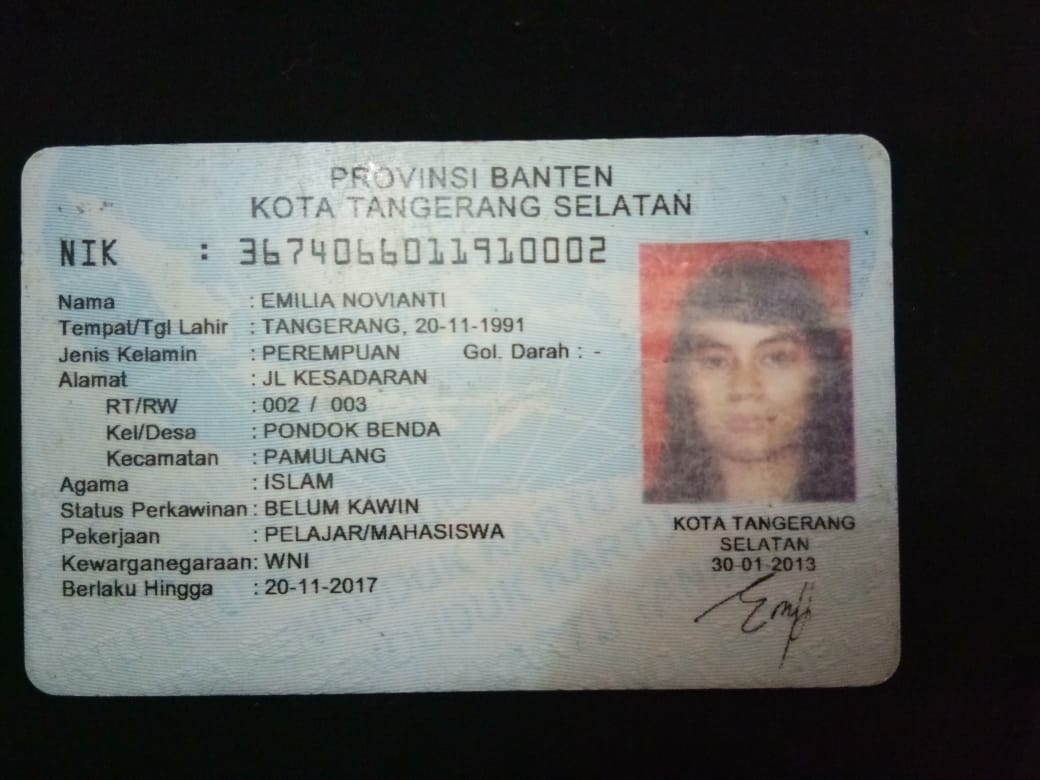 PROVINSI BANTEN
KOTA TANGERANG SELATAN
NIK : 3674066011910002
Nama : EMILIA NOVIANTI
Tempat/Tgl Lahir : TANGERANG, 20-11-1991
Jenis Kelamin : PEREMPUAN Gol. Darah : -
Alamat : JL KESADARAN
RT/RW : 002 / 003
Kel/Desa : PONDOK BENDA
Kecamatan : PAMULANG
Agama : ISLAM
Status Perkawinan : BELUM KAWIN
Pekerjaan : PELAJAR/MAHASISWA
Kewarganegaraan: WNI
Berlaku Hingga : 20-11-2017
KOTA TANGERANG
SELATAN
30-01-2013